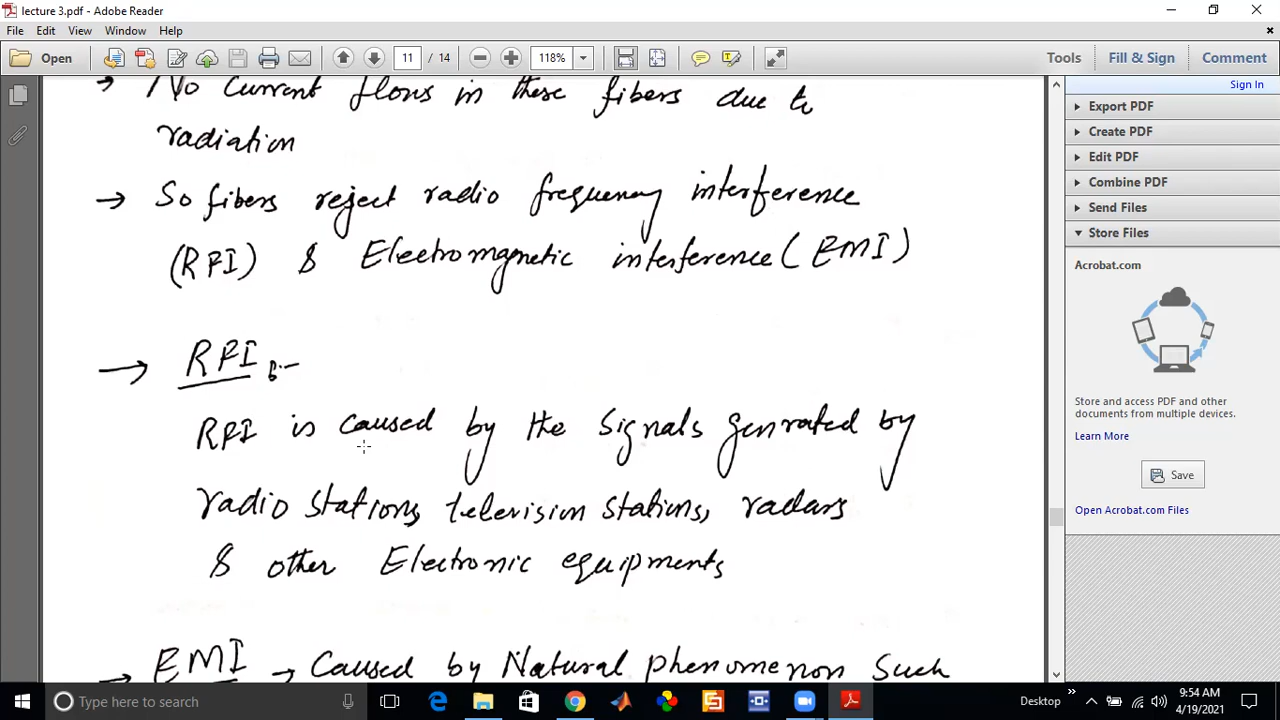 lecture 3.pdf - Adobe Reader
File Edit View Window Help
Open 11 / 14 118% Tools Fill & Sign Comment
Sign In
→ No Current flows in these fibers due to
radiation
→ So fibers reject radio frequency interference
(RFI) & Electromagnetic interference (EMI)
→ RFI :-
RFI is caused by the Signals genrated by
radio stations, television stations, radars
& other Electronic equipments
→ EMI → Caused by Natural phenomenon Such
Export PDF
Create PDF
Edit PDF
Combine PDF
Send Files
Store Files
Acrobat.com
Store and access PDF and other
documents from multiple devices.
Learn More
Save
Open Acrobat.com Files
Type here to search
Desktop »
9:54 AM
4/19/2021